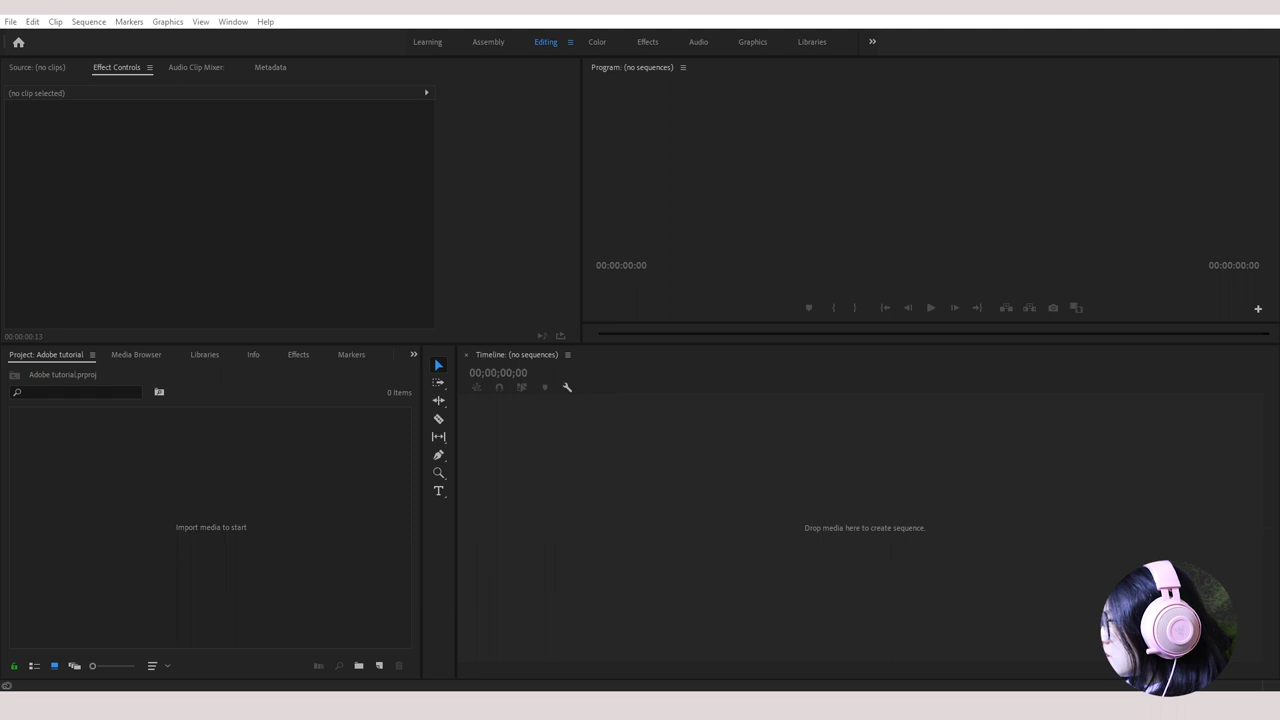 File Edit Clip Sequence Markers Graphics View Window Help
Learning Assembly Editing Color Effects Audio Graphics Libraries
Source: (no clips) Effect Controls Audio Clip Mixer: Metadata
Program: (no sequences)
(no clip selected)
00:00:00:00 00:00:00:00
00:00:00:13
Project: Adobe tutorial Media Browser Libraries Info Effects Markers
Timeline: (no sequences)
Adobe tutorial.prproj
00;00;00;00
0 Items
Import media to start
Drop media here to create sequence.